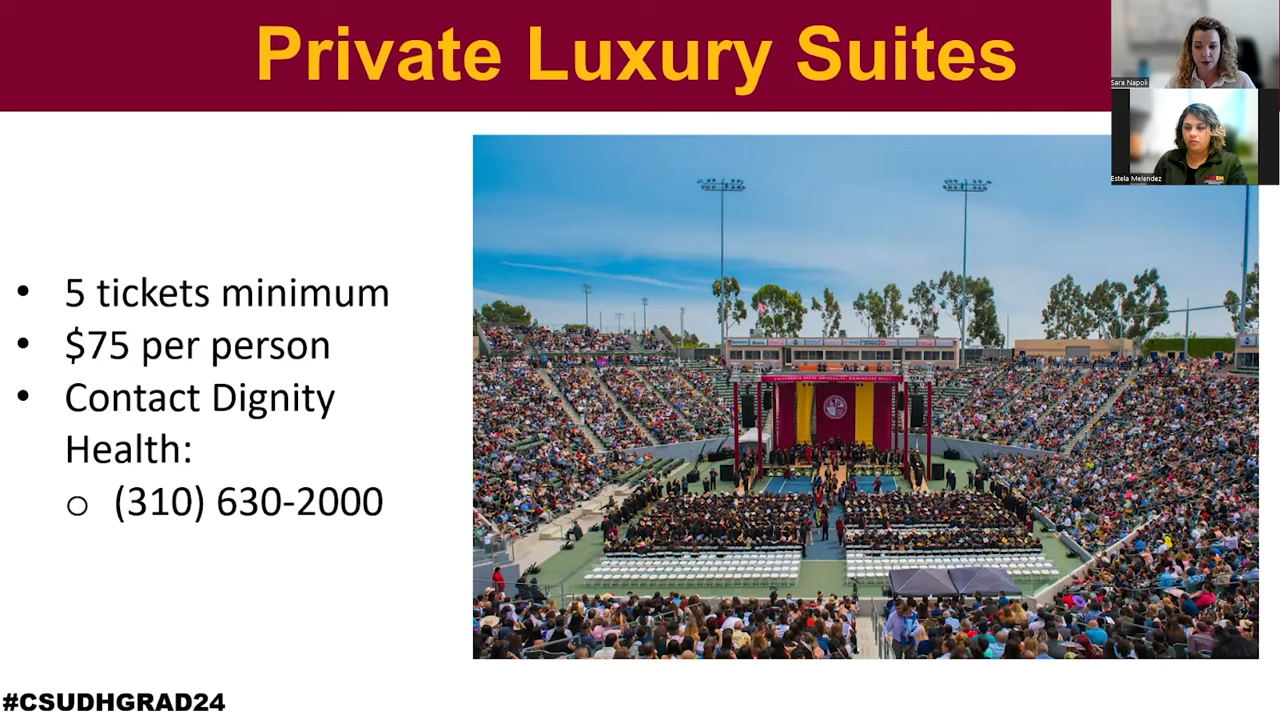 Private Luxury Suites
Sara Napoli
Estela Melendez
• 5 tickets minimum
• $75 per person
• Contact Dignity
Health:
o (310) 630-2000
#CSUDHGRAD24